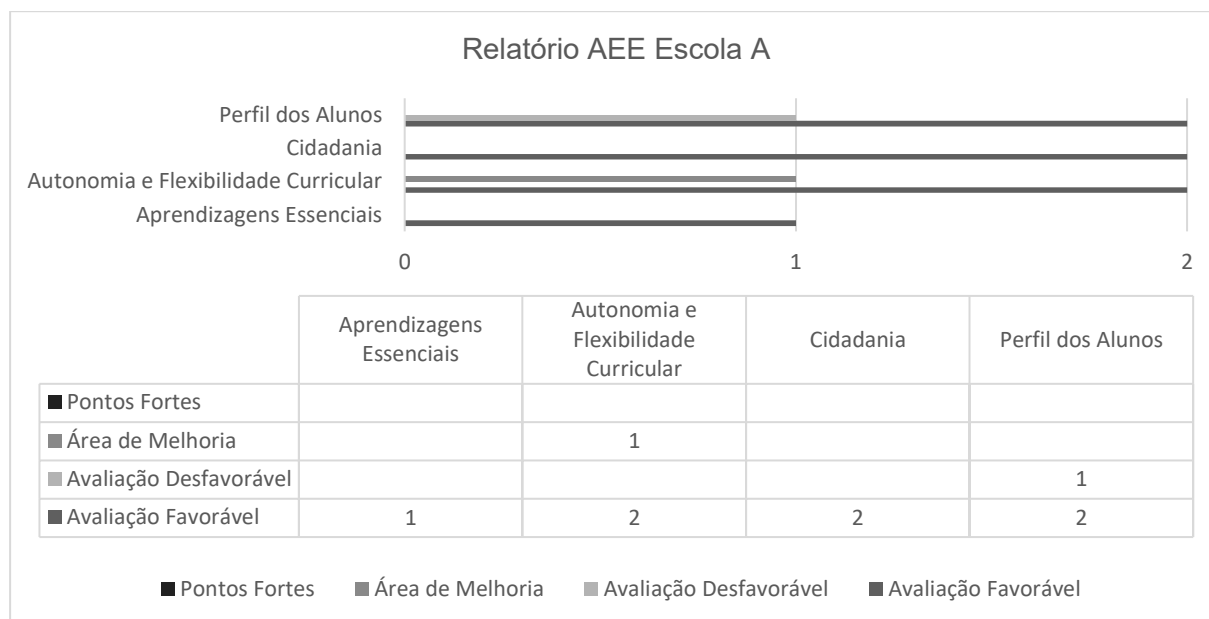 Relatório AEE Escola A
Perfil dos Alunos
Cidadania
Autonomia e Flexibilidade Curricular
Aprendizagens Essenciais
0 1 2
Aprendizagens
Essenciais
Autonomia e
Flexibilidade
Curricular
Cidadania
Perfil dos Alunos
Pontos Fortes
Área de Melhoria 1
Avaliação Desfavorável 1
Avaliação Favorável 1 2 2 2
Pontos Fortes Área de Melhoria Avaliação Desfavorável Avaliação Favorável